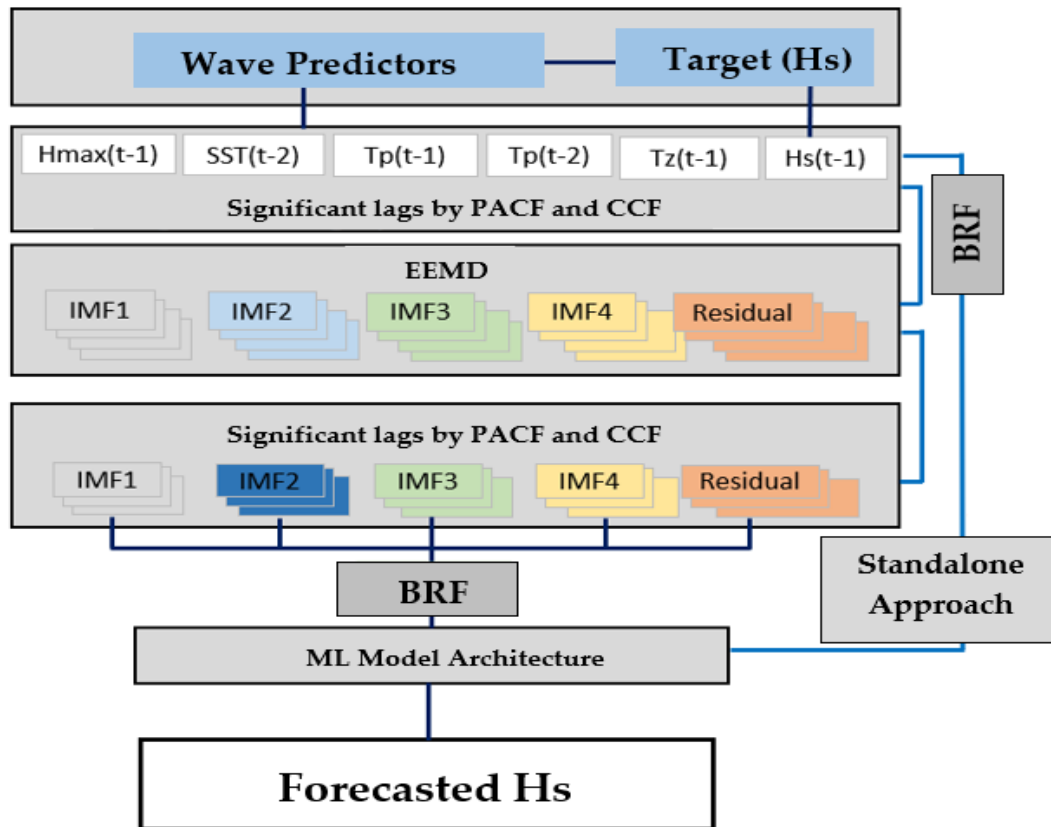 Wave Predictors
Target (Hs)
Hmax(t-1)
SST(t-2)
Tp(t-1)
Tp(t-2)
Tz(t-1)
Hs(t-1)
Significant lags by PACF and CCF
BRF
EEMD
IMF1
IMF2
IMF3
IMF4
Residual
Significant lags by PACF and CCF
IMF1
IMF2
IMF3
IMF4
Residual
Standalone
Approach
BRF
ML Model Architecture
Forecasted Hs